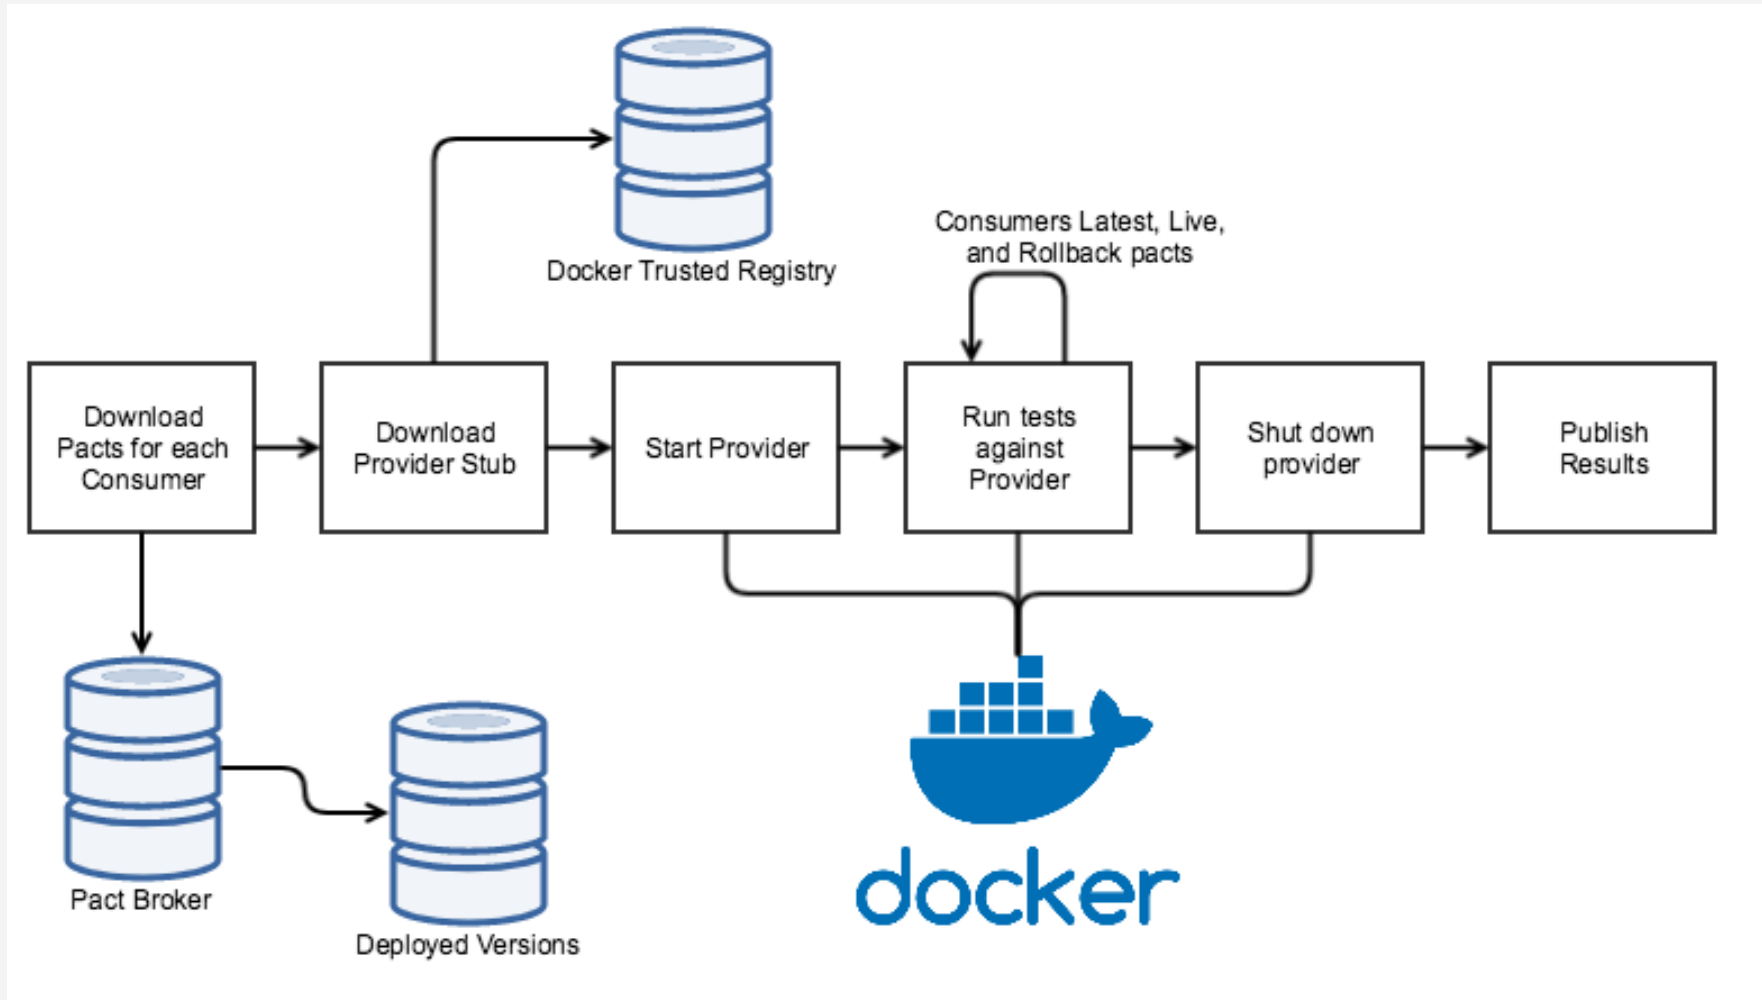 Docker Trusted Registry
Consumers Latest, Live,
and Rollback pacts
Download
Pacts for each
Consumer
Download
Provider Stub
Start Provider
Run tests
against
Provider
Shut down
provider
Publish
Results
Pact Broker
Deployed Versions
docker